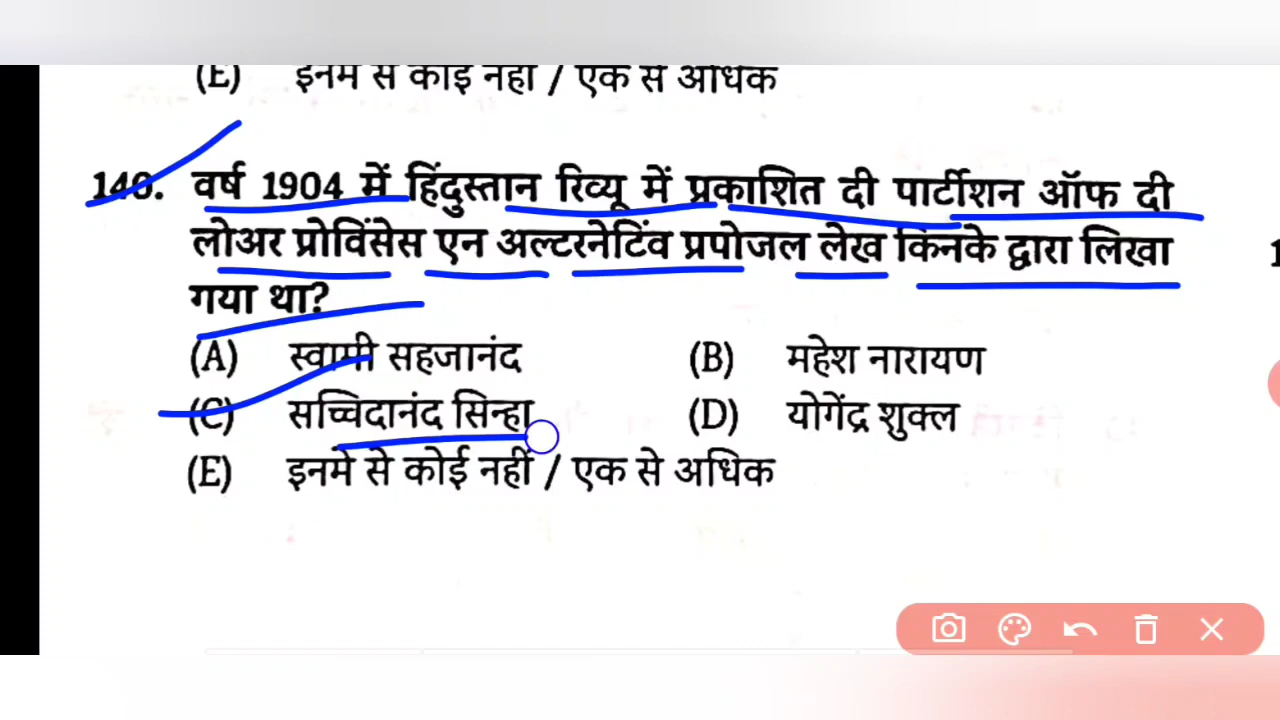 (E) इनमे से कोई नहीं / एक से अधिक
140. वर्ष 1904 में हिंदुस्तान रिव्यू में प्रकाशित दी पार्टीशन ऑफ दी
लोअर प्रोविंसेस एन अल्टरनेटिंव प्रपोजल लेख किनके द्वारा लिखा
गया था?
(A) स्वामी सहजानंद (B) महेश नारायण
(C) सच्चिदानंद सिन्हा (D) योगेंद्र शुक्ल
(E) इनमे से कोई नहीं / एक से अधिक